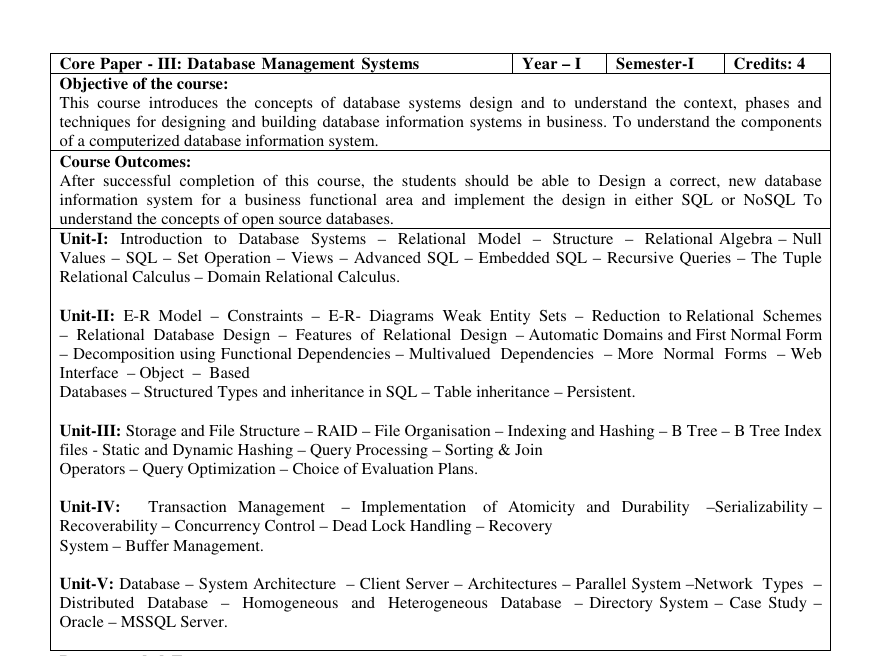 Core Paper - III: Database Management Systems Year – I Semester-I Credits: 4
Objective of the course:
This course introduces the concepts of database systems design and to understand the context, phases and
techniques for designing and building database information systems in business. To understand the components
of a computerized database information system.
Course Outcomes:
After successful completion of this course, the students should be able to Design a correct, new database
information system for a business functional area and implement the design in either SQL or NoSQL To
understand the concepts of open source databases.
Unit-I: Introduction to Database Systems – Relational Model – Structure – Relational Algebra – Null
Values – SQL – Set Operation – Views – Advanced SQL – Embedded SQL – Recursive Queries – The Tuple
Relational Calculus – Domain Relational Calculus.
Unit-II: E-R Model – Constraints – E-R- Diagrams Weak Entity Sets – Reduction to Relational Schemes
– Relational Database Design – Features of Relational Design – Automatic Domains and First Normal Form
– Decomposition using Functional Dependencies – Multivalued Dependencies – More Normal Forms – Web
Interface – Object – Based
Databases – Structured Types and inheritance in SQL – Table inheritance – Persistent.
Unit-III: Storage and File Structure – RAID – File Organisation – Indexing and Hashing – B Tree – B Tree Index
files - Static and Dynamic Hashing – Query Processing – Sorting & Join
Operators – Query Optimization – Choice of Evaluation Plans.
Unit-IV: Transaction Management – Implementation of Atomicity and Durability –Serializability –
Recoverability – Concurrency Control – Dead Lock Handling – Recovery
System – Buffer Management.
Unit-V: Database – System Architecture – Client Server – Architectures – Parallel System –Network Types –
Distributed Database – Homogeneous and Heterogeneous Database – Directory System – Case Study –
Oracle – MSSQL Server.